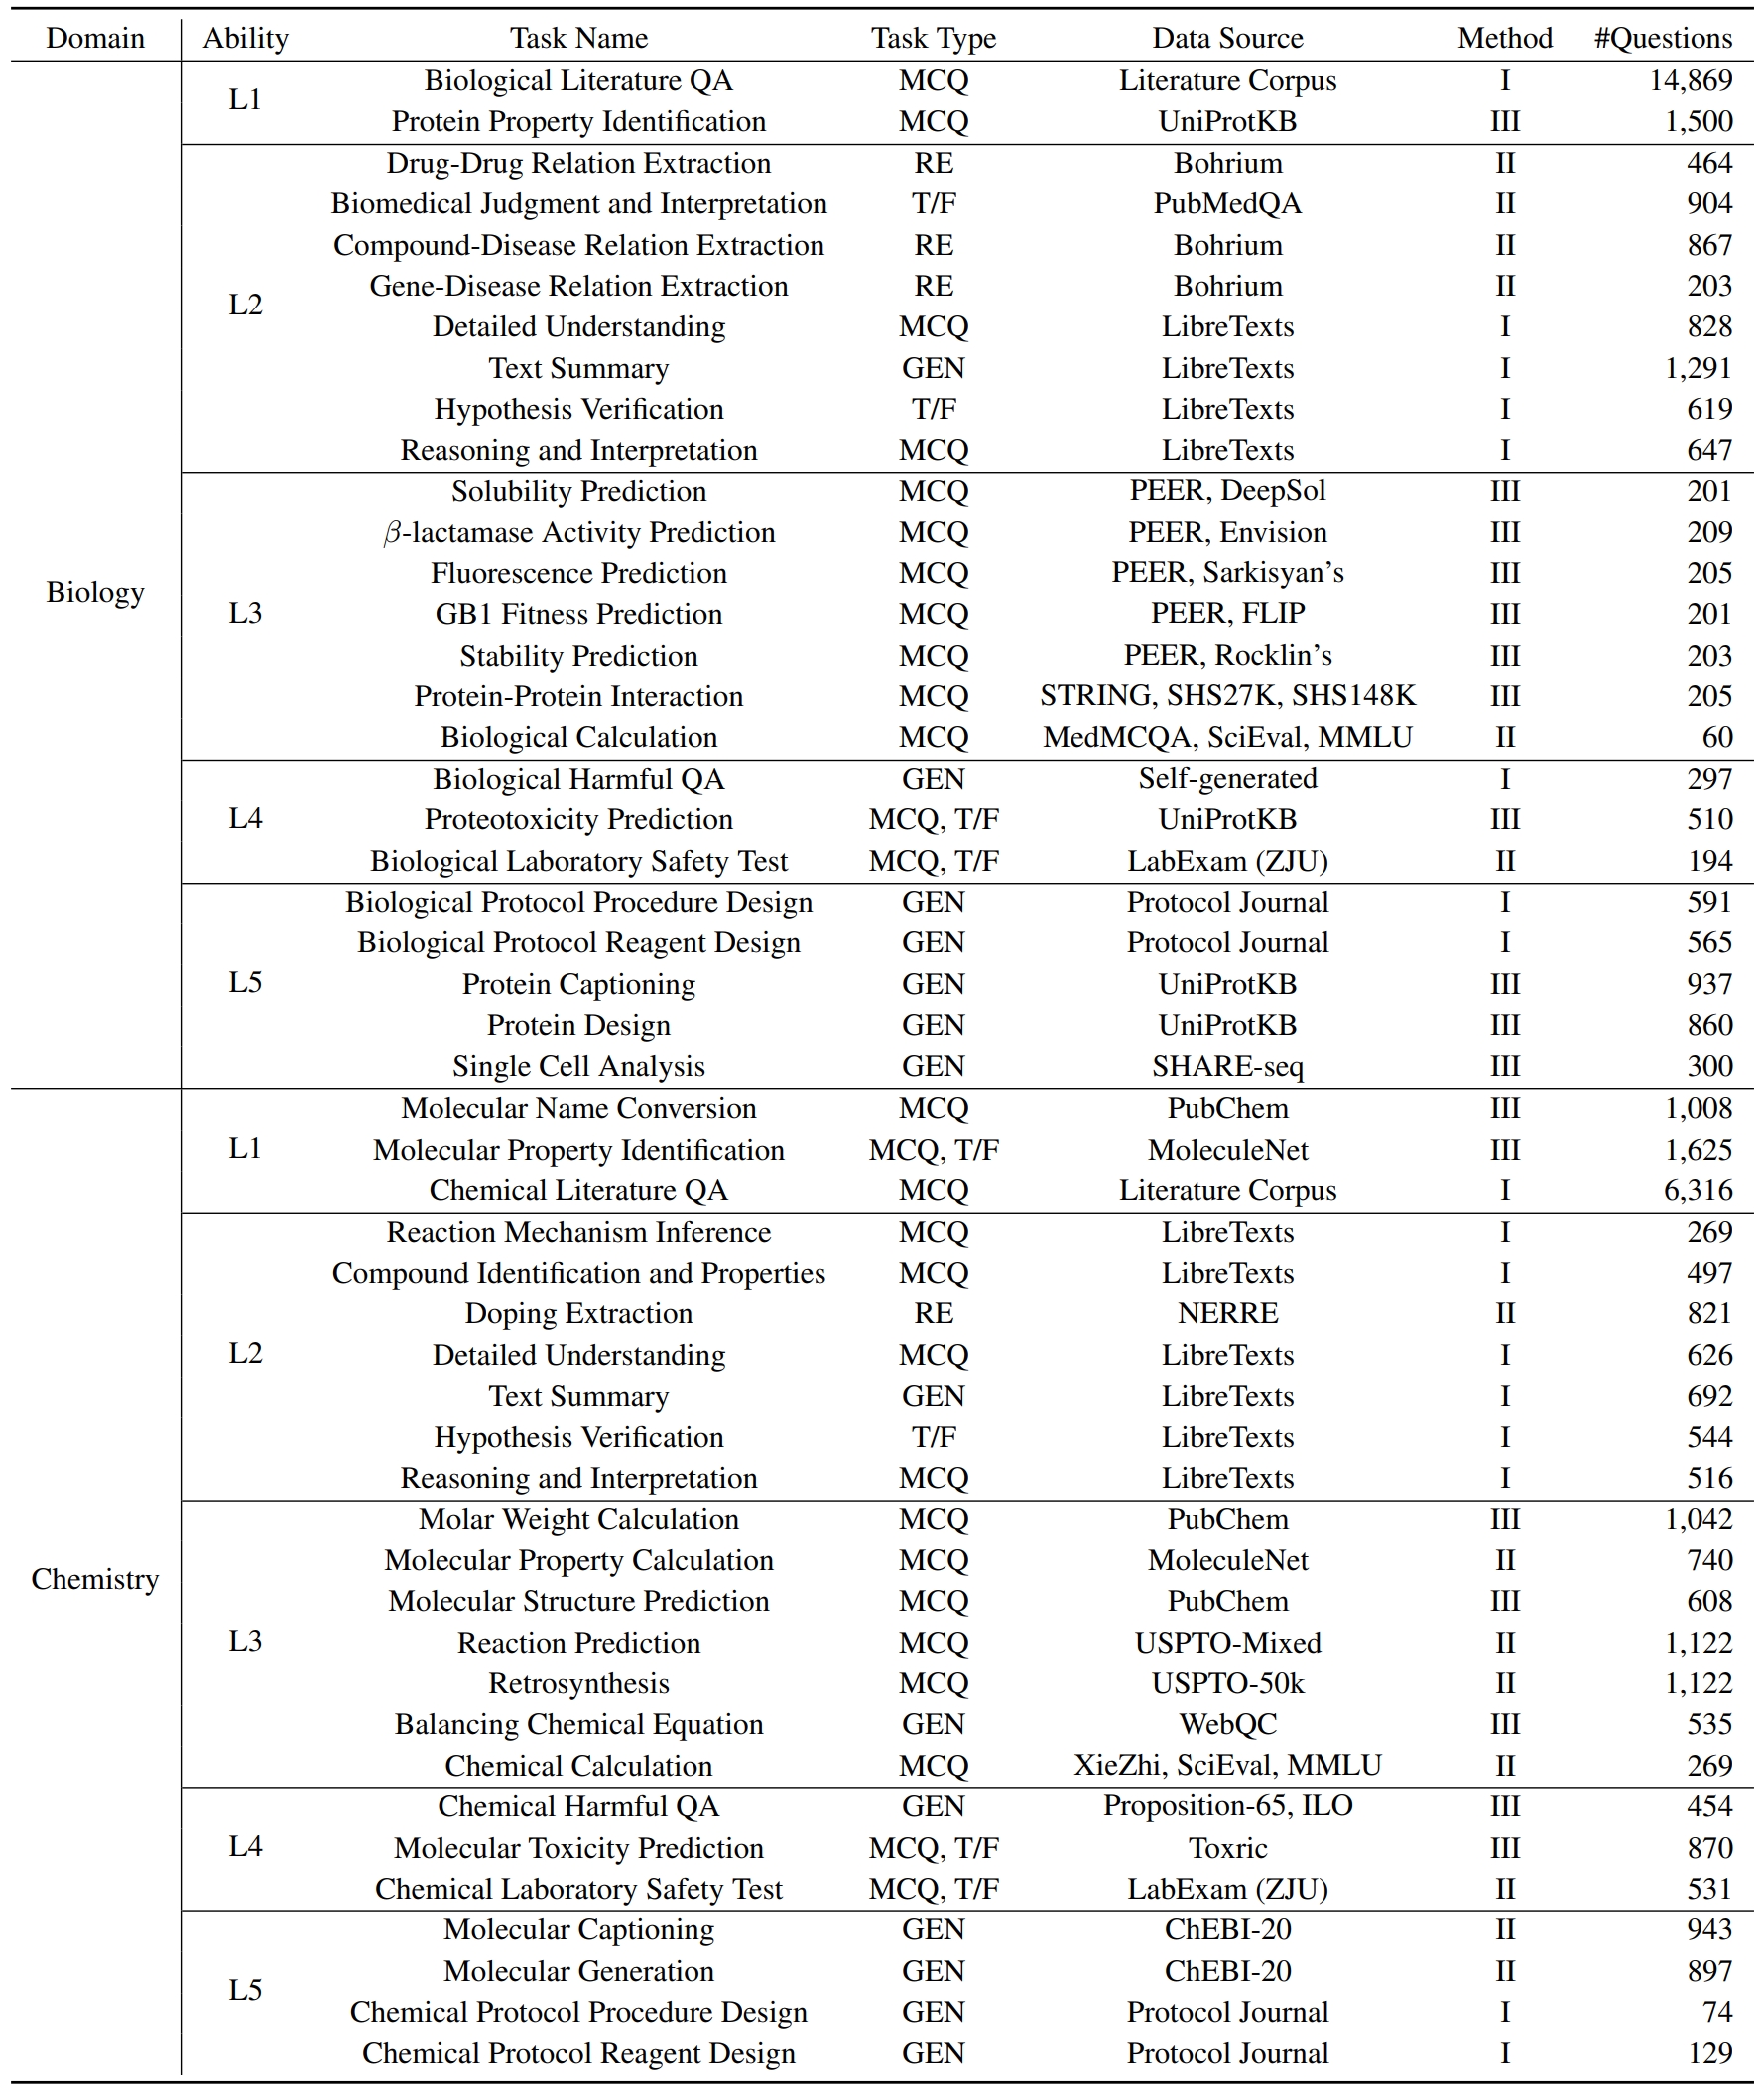 Domain Ability Task Name Task Type Data Source Method #Questions
Biology
L1
Biological Literature QA MCQ Literature Corpus I 14,869
Protein Property Identification MCQ UniProtKB III 1,500
L2
Drug-Drug Relation Extraction RE Bohrium II 464
Biomedical Judgment and Interpretation T/F PubMedQA II 904
Compound-Disease Relation Extraction RE Bohrium II 867
Gene-Disease Relation Extraction RE Bohrium II 203
Detailed Understanding MCQ LibreTexts I 828
Text Summary GEN LibreTexts I 1,291
Hypothesis Verification T/F LibreTexts I 619
Reasoning and Interpretation MCQ LibreTexts I 647
L3
Solubility Prediction MCQ PEER, DeepSol III 201
β-lactamase Activity Prediction MCQ PEER, Envision III 209
Fluorescence Prediction MCQ PEER, Sarkisyan’s III 205
GB1 Fitness Prediction MCQ PEER, FLIP III 201
Stability Prediction MCQ PEER, Rocklin’s III 203
Protein-Protein Interaction MCQ STRING, SHS27K, SHS148K III 205
Biological Calculation MCQ MedMCQA, SciEval, MMLU II 60
L4
Biological Harmful QA GEN Self-generated I 297
Proteotoxicity Prediction MCQ, T/F UniProtKB III 510
Biological Laboratory Safety Test MCQ, T/F LabExam (ZJU) II 194
L5
Biological Protocol Procedure Design GEN Protocol Journal I 591
Biological Protocol Reagent Design GEN Protocol Journal I 565
Protein Captioning GEN UniProtKB III 937
Protein Design GEN UniProtKB III 860
Single Cell Analysis GEN SHARE-seq III 300
Chemistry
L1
Molecular Name Conversion MCQ PubChem III 1,008
Molecular Property Identification MCQ, T/F MoleculeNet III 1,625
Chemical Literature QA MCQ Literature Corpus I 6,316
L2
Reaction Mechanism Inference MCQ LibreTexts I 269
Compound Identification and Properties MCQ LibreTexts I 497
Doping Extraction RE NERRE II 821
Detailed Understanding MCQ LibreTexts I 626
Text Summary GEN LibreTexts I 692
Hypothesis Verification T/F LibreTexts I 544
Reasoning and Interpretation MCQ LibreTexts I 516
L3
Molar Weight Calculation MCQ PubChem III 1,042
Molecular Property Calculation MCQ MoleculeNet II 740
Molecular Structure Prediction MCQ PubChem III 608
Reaction Prediction MCQ USPTO-Mixed II 1,122
Retrosynthesis MCQ USPTO-50k II 1,122
Balancing Chemical Equation GEN WebQC III 535
Chemical Calculation MCQ XieZhi, SciEval, MMLU II 269
L4
Chemical Harmful QA GEN Proposition-65, ILO III 454
Molecular Toxicity Prediction MCQ, T/F Toxric III 870
Chemical Laboratory Safety Test MCQ, T/F LabExam (ZJU) II 531
L5
Molecular Captioning GEN ChEBI-20 II 943
Molecular Generation GEN ChEBI-20 II 897
Chemical Protocol Procedure Design GEN Protocol Journal I 74
Chemical Protocol Reagent Design GEN Protocol Journal I 129